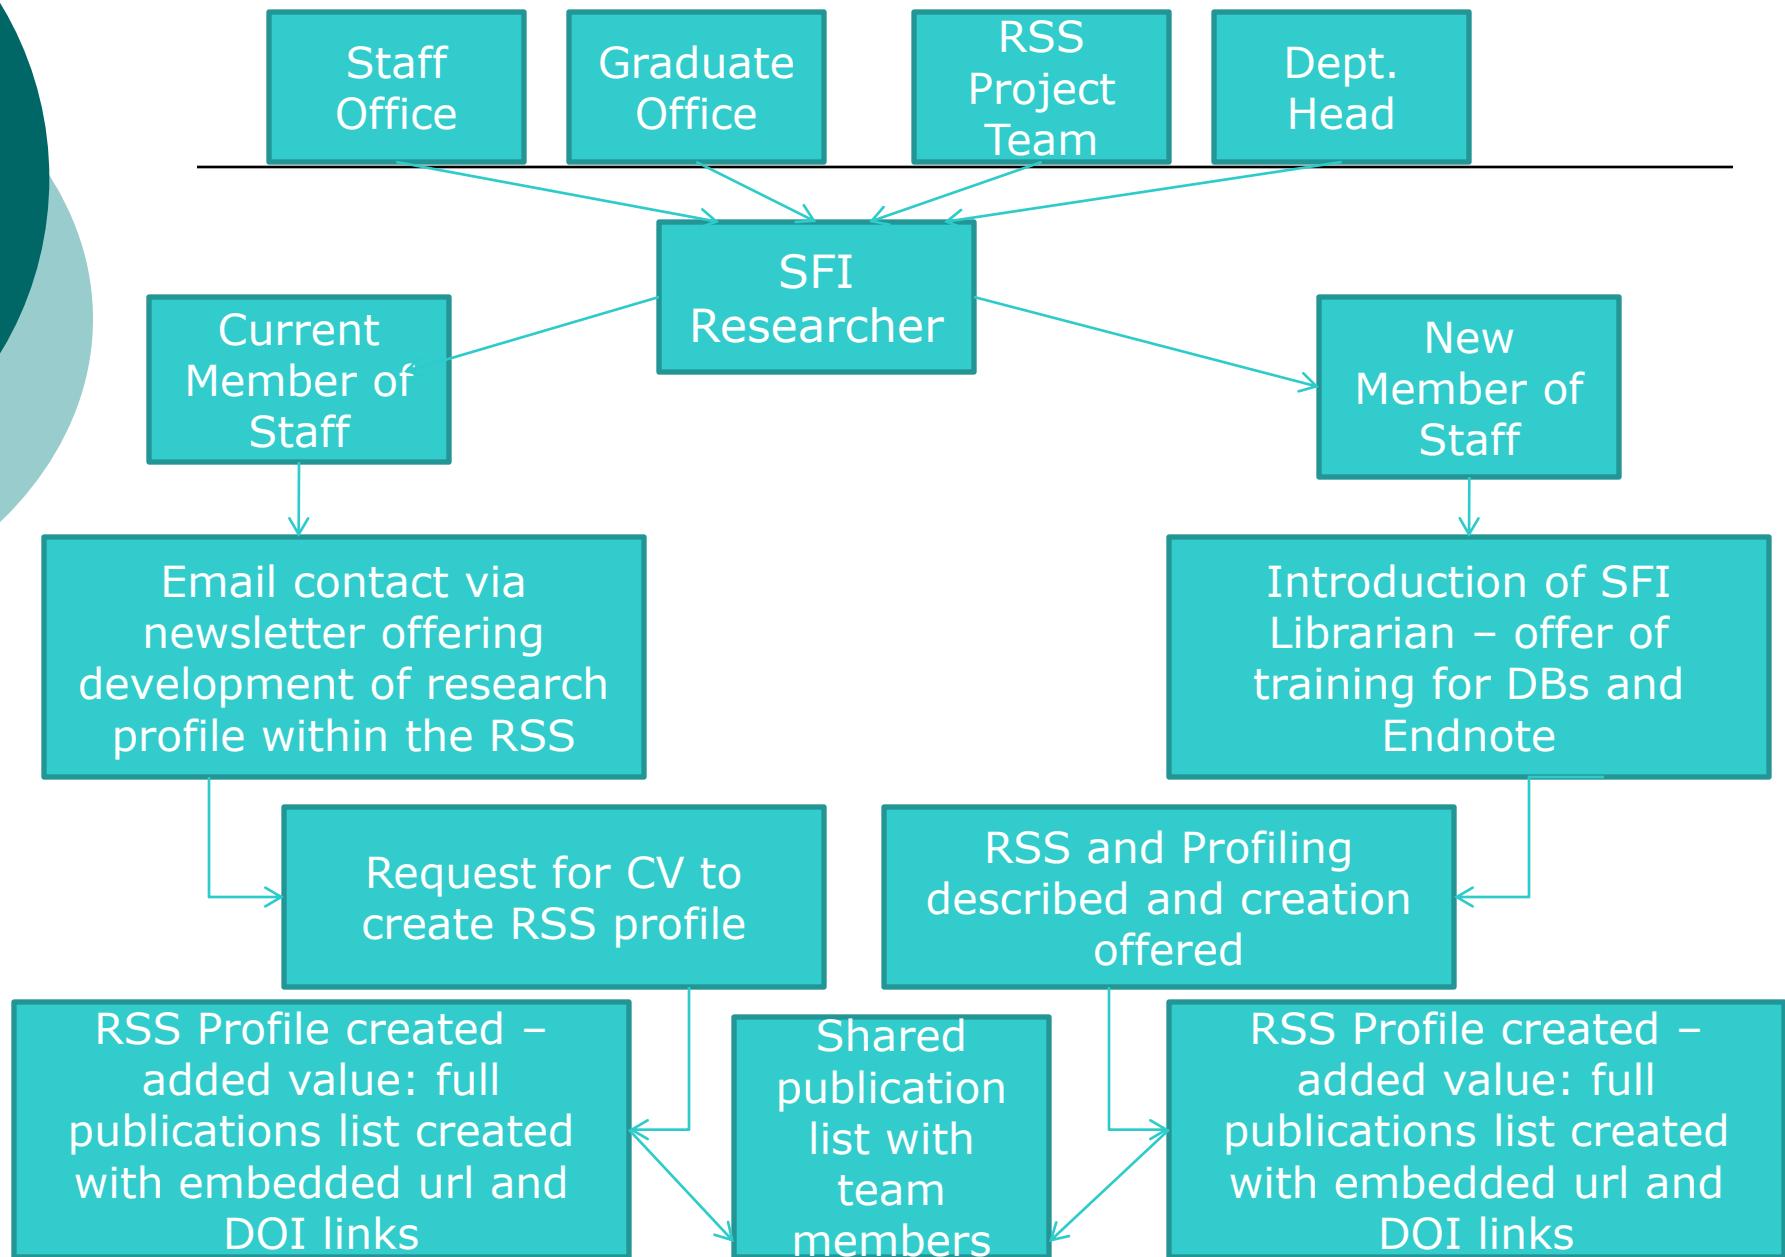 Staff
Office
Graduate
Office
RSS
Project
Team
Dept.
Head
SFI
Researcher
Current
Member of
Staff
New
Member of
Staff
Email contact via
newsletter offering
development of research
profile within the RSS
Introduction of SFI
Librarian – offer of
training for DBs and
Endnote
Request for CV to
create RSS profile
RSS and Profiling
described and creation
offered
RSS Profile created –
added value: full
publications list created
with embedded url and
DOI links
Shared
publication
list with
team
members
RSS Profile created –
added value: full
publications list created
with embedded url and
DOI links